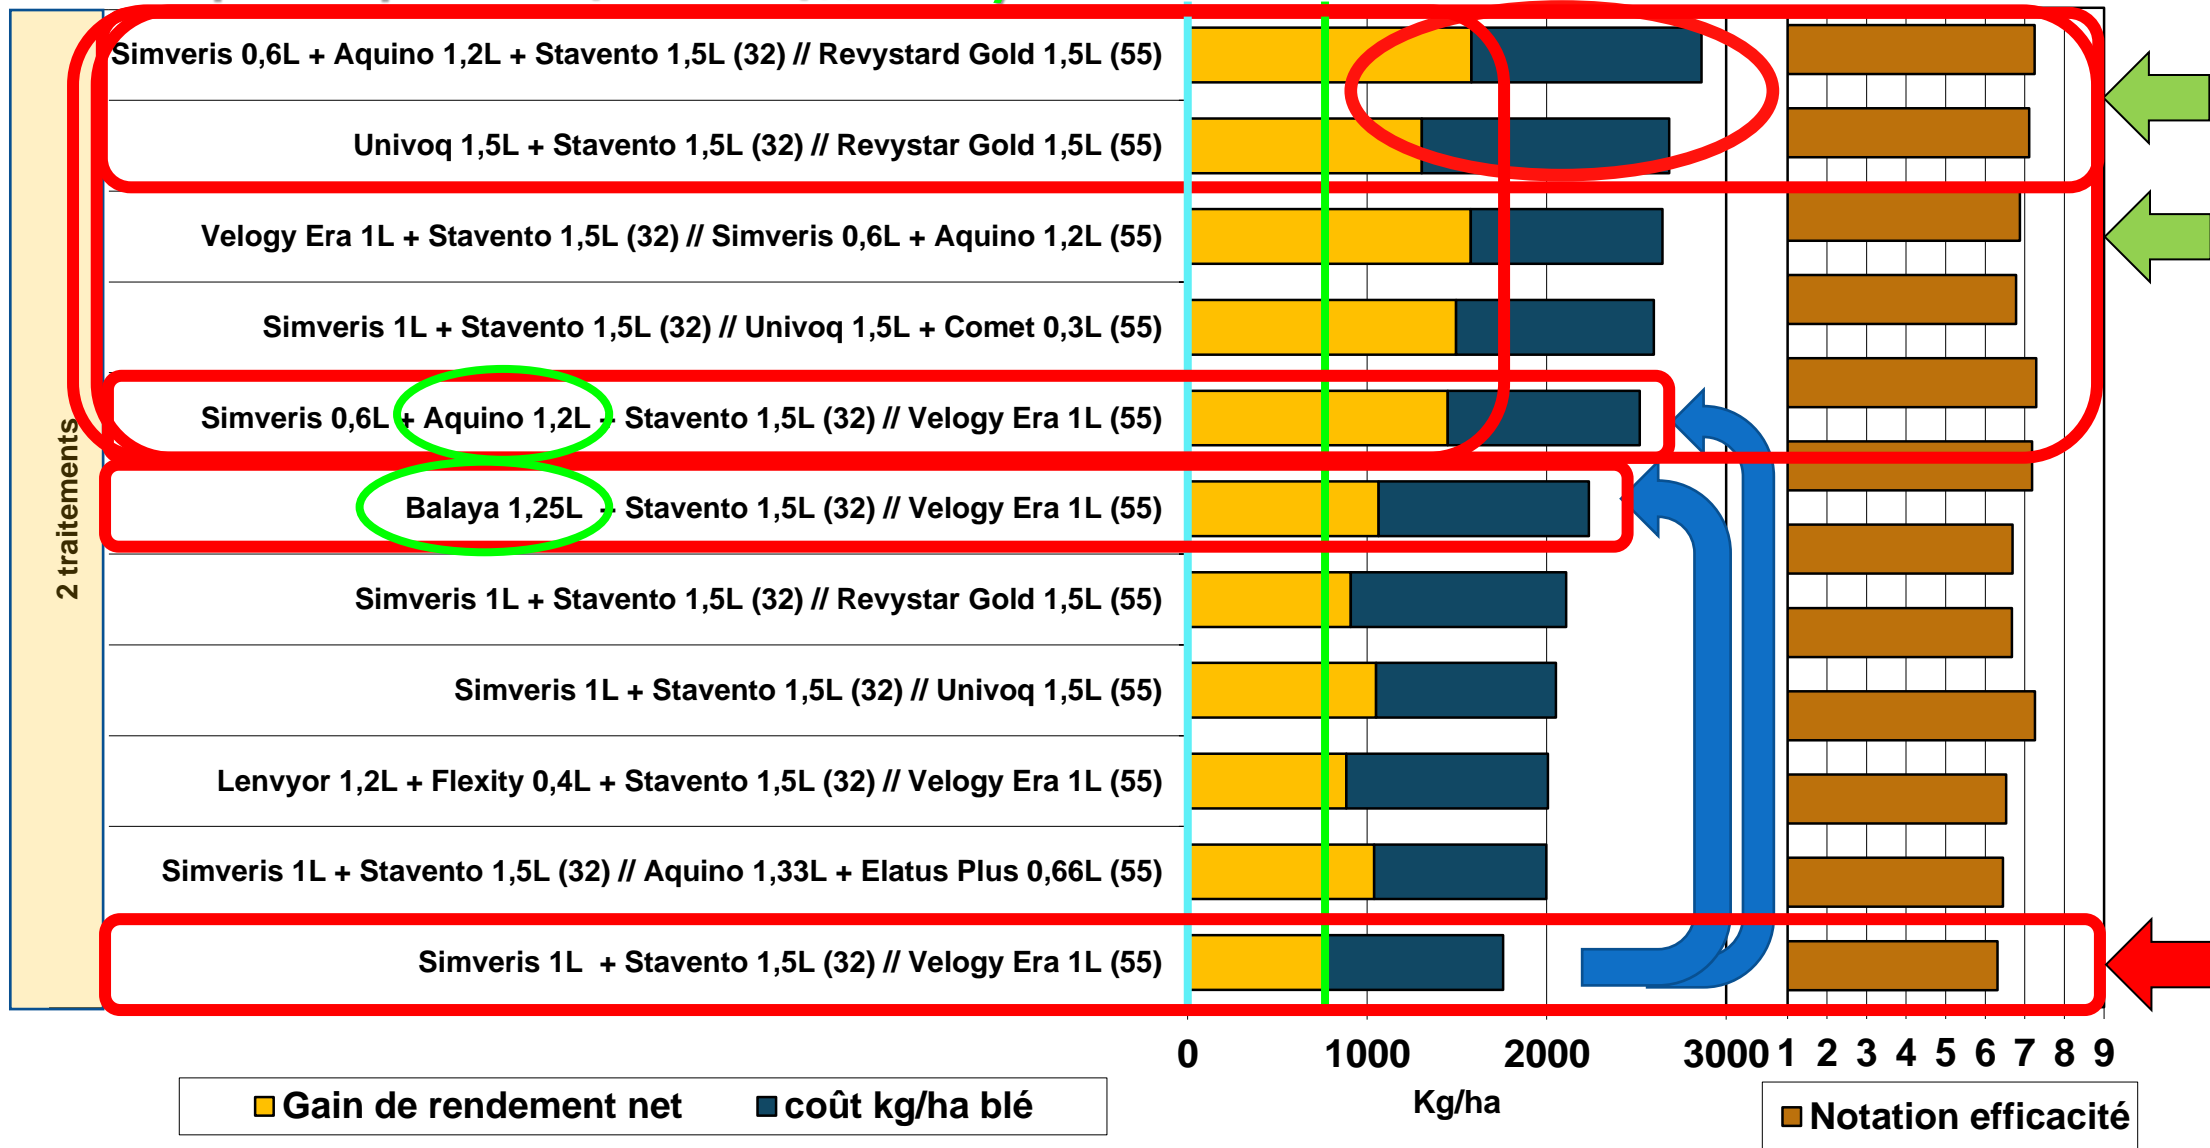 Simveris 0,6L + Aquino 1,2L + Stavento 1,5L (32) // Revystard Gold 1,5L (55)
Univoq 1,5L + Stavento 1,5L (32) // Revystar Gold 1,5L (55)
Velogy Era 1L + Stavento 1,5L (32) // Simveris 0,6L + Aquino 1,2L (55)
Simveris 1L + Stavento 1,5L (32) // Univoq 1,5L + Comet 0,3L (55)
Simveris 0,6L + Aquino 1,2L + Stavento 1,5L (32) // Velogy Era 1L (55)
Balaya 1,25L + Stavento 1,5L (32) // Velogy Era 1L (55)
Simveris 1L + Stavento 1,5L (32) // Revystar Gold 1,5L (55)
Simveris 1L + Stavento 1,5L (32) // Univoq 1,5L (55)
Lenvyor 1,2L + Flexity 0,4L + Stavento 1,5L (32) // Velogy Era 1L (55)
Simveris 1L + Stavento 1,5L (32) // Aquino 1,33L + Elatus Plus 0,66L (55)
Simveris 1L + Stavento 1,5L (32) // Velogy Era 1L (55)
2 traitements
0 1000 2000 3000 1 2 3 4 5 6 7 8 9
Kg/ha
Gain de rendement net coût kg/ha blé
Notation efficacité